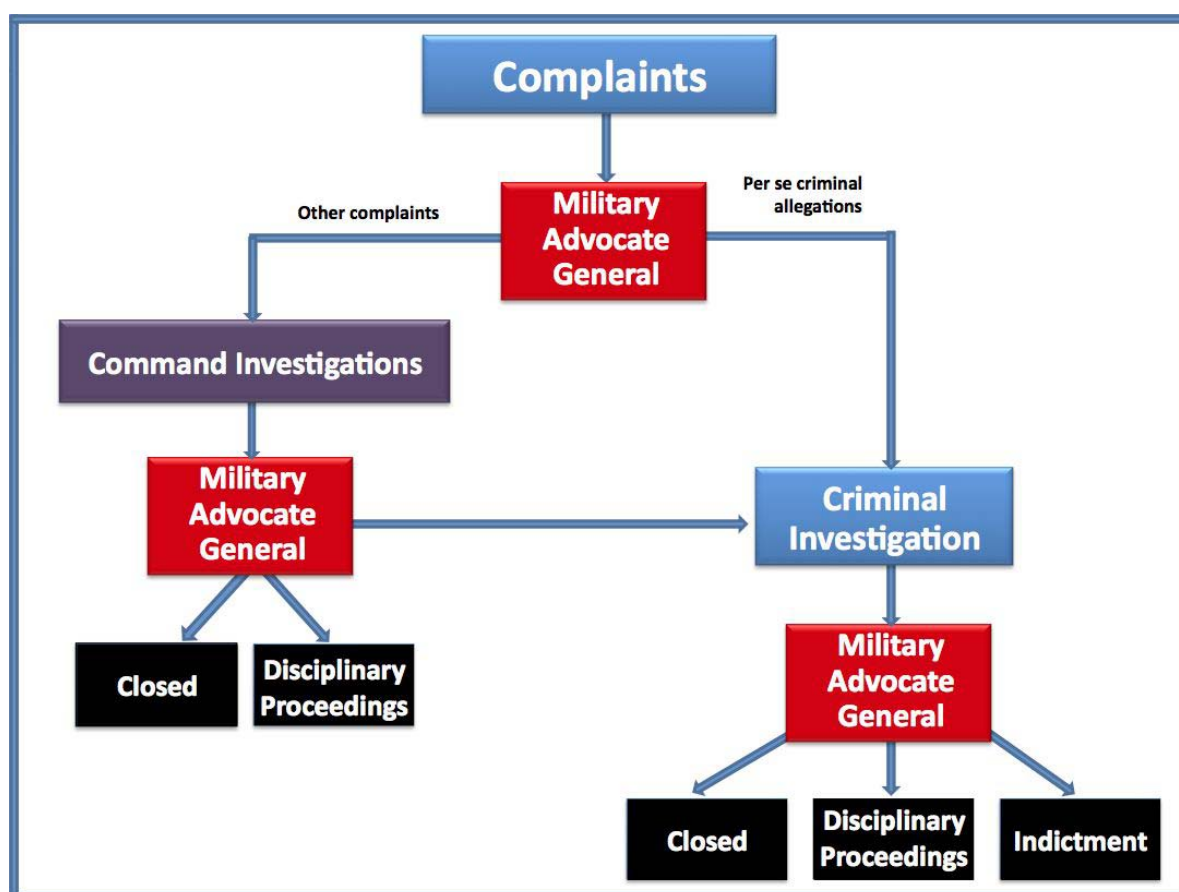 Complaints
Per se criminal
allegations
Military
Advocate
General
Other complaints
Command Investigations
Military
Advocate
General
Criminal
Investigation
Closed
Disciplinary
Proceedings
Military
Advocate
General
Closed
Disciplinary
Proceedings
Indictment